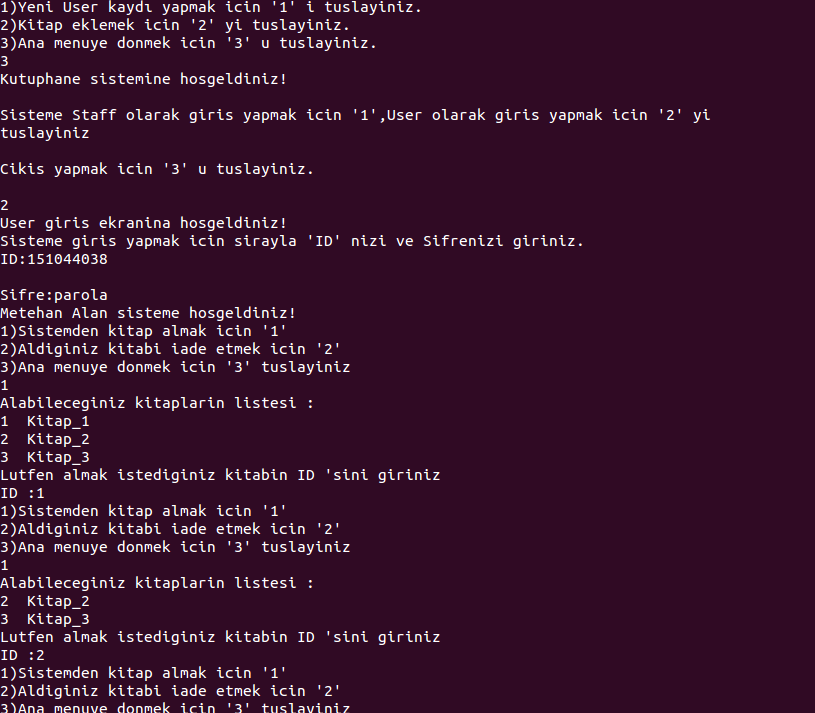 1)Yeni User kaydı yapmak icin '1' i tuslayiniz.
2)Kitap eklemek icin '2' yi tuslayiniz.
3)Ana menuye donmek icin '3' u tuslayiniz.
3
Kutuphane sistemine hosgeldiniz!
Sisteme Staff olarak giris yapmak icin '1',User olarak giris yapmak icin '2' yi
tuslayiniz
Cikis yapmak icin '3' u tuslayiniz.
2
User giris ekranina hosgeldiniz!
Sisteme giris yapmak icin sirayla 'ID' nizi ve Sifrenizi giriniz.
ID:151044038
Sifre:parola
Metehan Alan sisteme hosgeldiniz!
1)Sistemden kitap almak icin '1'
2)Aldiginiz kitabi iade etmek icin '2'
3)Ana menuye donmek icin '3' tuslayiniz
1
Alabileceginiz kitaplarin listesi :
1  Kitap_1
2  Kitap_2
3  Kitap_3
Lutfen almak istediginiz kitabin ID 'sini giriniz
ID :1
1)Sistemden kitap almak icin '1'
2)Aldiginiz kitabi iade etmek icin '2'
3)Ana menuye donmek icin '3' tuslayiniz
1
Alabileceginiz kitaplarin listesi :
2  Kitap_2
3  Kitap_3
Lutfen almak istediginiz kitabin ID 'sini giriniz
ID :2
1)Sistemden kitap almak icin '1'
2)Aldiginiz kitabi iade etmek icin '2'
3)Ana menuye donmek icin '3' tuslayiniz